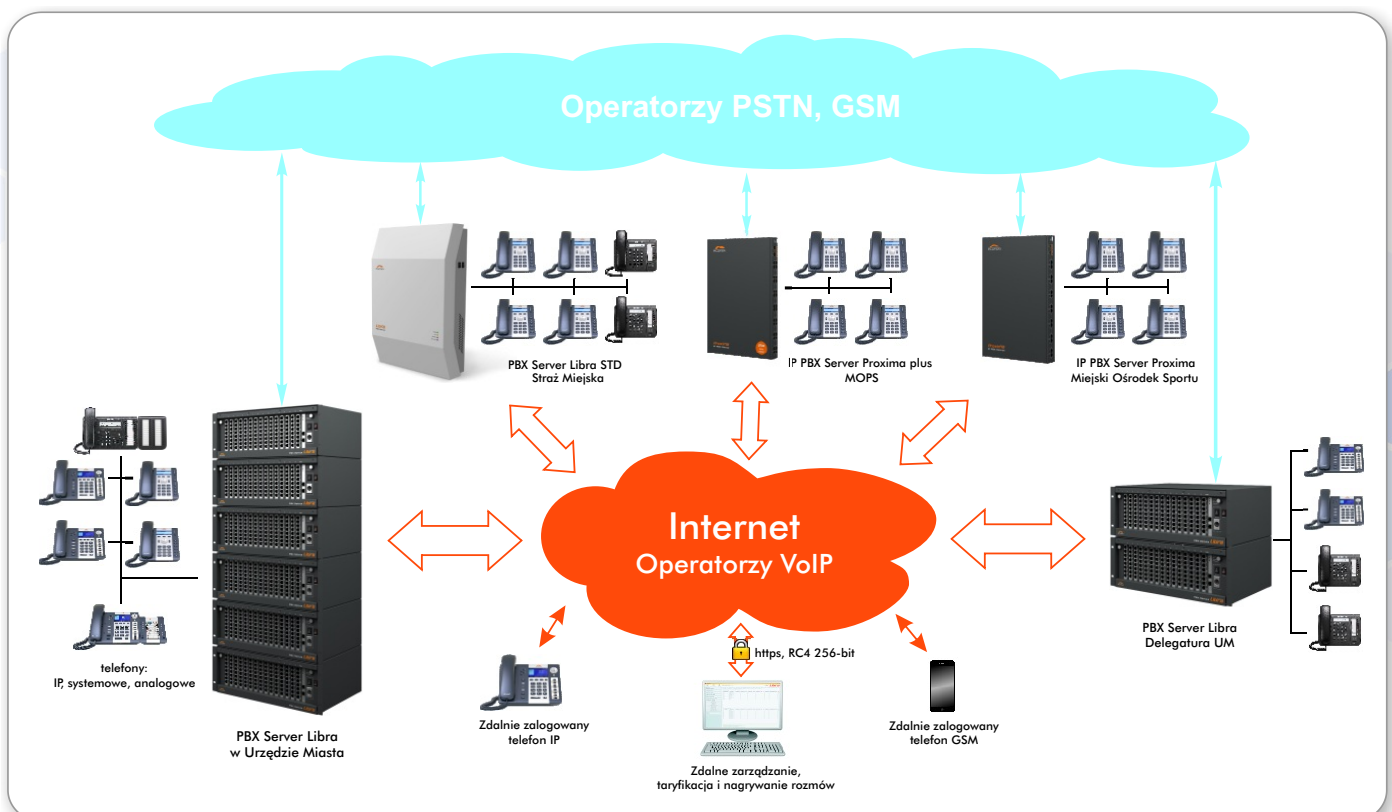 Operatorzy PSTN, GSM
PBX Server Libra STD
Straż Miejska
IP PBX Server Proxima plus
MOPS
IP PBX Server Proxima
Miejski Ośrodek Sportu
telefony:
IP, systemowe, analogowe
PBX Server Libra
w Urzędzie Miasta
Internet
Operatorzy VoIP
PBX Server Libra
Delegatura UM
https, RC4 256-bit
Zdalnie zalogowany
telefon IP
Zdalne zarządzanie,
taryfikacja i nagrywanie rozmów
Zdalnie zalogowany
telefon GSM